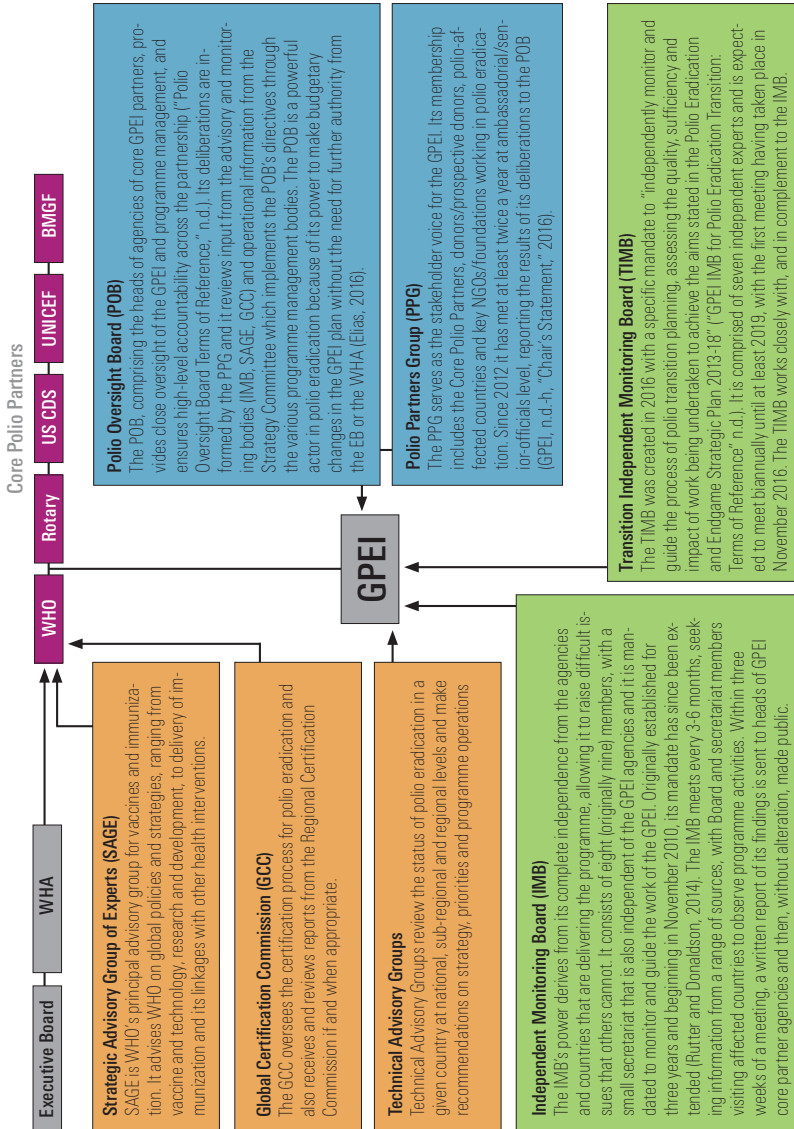 Core Polio Partners
Executive Board
WHA
WHO
Rotary
US CDS
UNICEF
BMGF
Strategic Advisory Group of Experts (SAGE)
SAGE is WHO's principal advisory group for vaccines and immuniza-
tion. It advises WHO on global policies and strategies, ranging from
vaccine and technology, research and development, to delivery of im-
munization and its linkages with other health interventions.
Global Certification Commission (GCC)
The GCC oversees the certification process for polio eradication and
also receives and reviews reports from the Regional Certification
Commission if and when appropriate.
Technical Advisory Groups
Technical Advisory Groups review the status of polio eradication in a
given country at national, sub-regional and regional levels and make
recommendations on strategy, priorities and programme operations
Independent Monitoring Board (IMB)
The IMB's power derives from its complete independence from the agencies
and countries that are delivering the programme, allowing it to raise difficult is-
sues that others cannot. It consists of eight (originally nine) members, with a
small secretariat that is also independent of the GPEI agencies and it is man-
dated to monitor and guide the work of the GPEI. Originally established for
three years and beginning in November 2010, its mandate has since been ex-
tended (Rutter and Donaldson, 2014). The IMB meets every 3-6 months, seek-
ing information from a range of sources, with Board and secretariat members
visiting affected countries to observe programme activities. Within three
weeks of a meeting, a written report of its findings is sent to heads of GPEI
core partner agencies and then, without alteration, made public.
GPEI
Polio Oversight Board (POB)
The POB, comprising the heads of agencies of core GPEI partners, pro-
vides close oversight of the GPEI and programme management, and
ensures high-level accountability across the partnership ("Polio
Oversight Board Terms of Reference," n.d.). Its deliberations are in-
formed by the PPG and it reviews input from the advisory and monitor-
ing bodies (IMB, SAGE, GCC) and operational information from the
Strategy Committee which implements the POB's directives through
the various programme management bodies. The POB is a powerful
actor in polio eradication because of its power to make budgetary
changes in the GPEI plan without the need for further authority from
the EB or the WHA (Elias, 2016).
Polio Partners Group (PPG)
The PPG serves as the stakeholder voice for the GPEI. Its membership
includes the Core Polio Partners, donors/prospective donors, polio-af-
fected countries and key NGOs/foundations working in polio eradica-
tion. Since 2012 it has met at least twice a year at ambassadorial/sen-
ior-officials level, reporting the results of its deliberations to the POB
(GPEI, n.d.-h, "Chair's Statement," 2016).
Transition Independent Monitoring Board (TIMB)
The TIMB was created in 2016 with a specific mandate to "independently monitor and
guide the process of polio transition planning, assessing the quality, sufficiency and
impact of work being undertaken to achieve the aims stated in the Polio Eradication
and Endgame Strategic Plan 2013-18" ("GPEI IMB for Polio Eradication Transition:
Terms of Reference" n.d.). It is comprised of seven independent experts and is expect-
ed to meet biannually until at least 2019, with the first meeting having taken place in
November 2016. The TIMB works closely with, and in complement to the IMB.